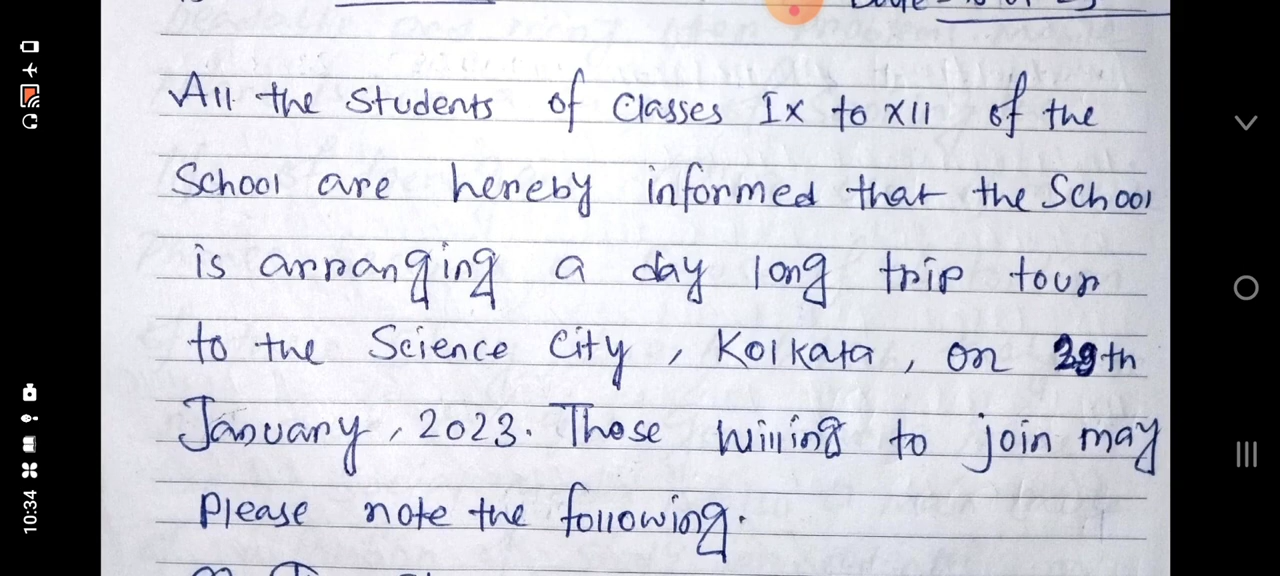 All the Students of Classes IX to XII of the
School are hereby informed that the School
is arranging a day long trip tour
to the Science City, Kolkata, on 29th
January, 2023. Those willing to join may
Please note the following.
10:34